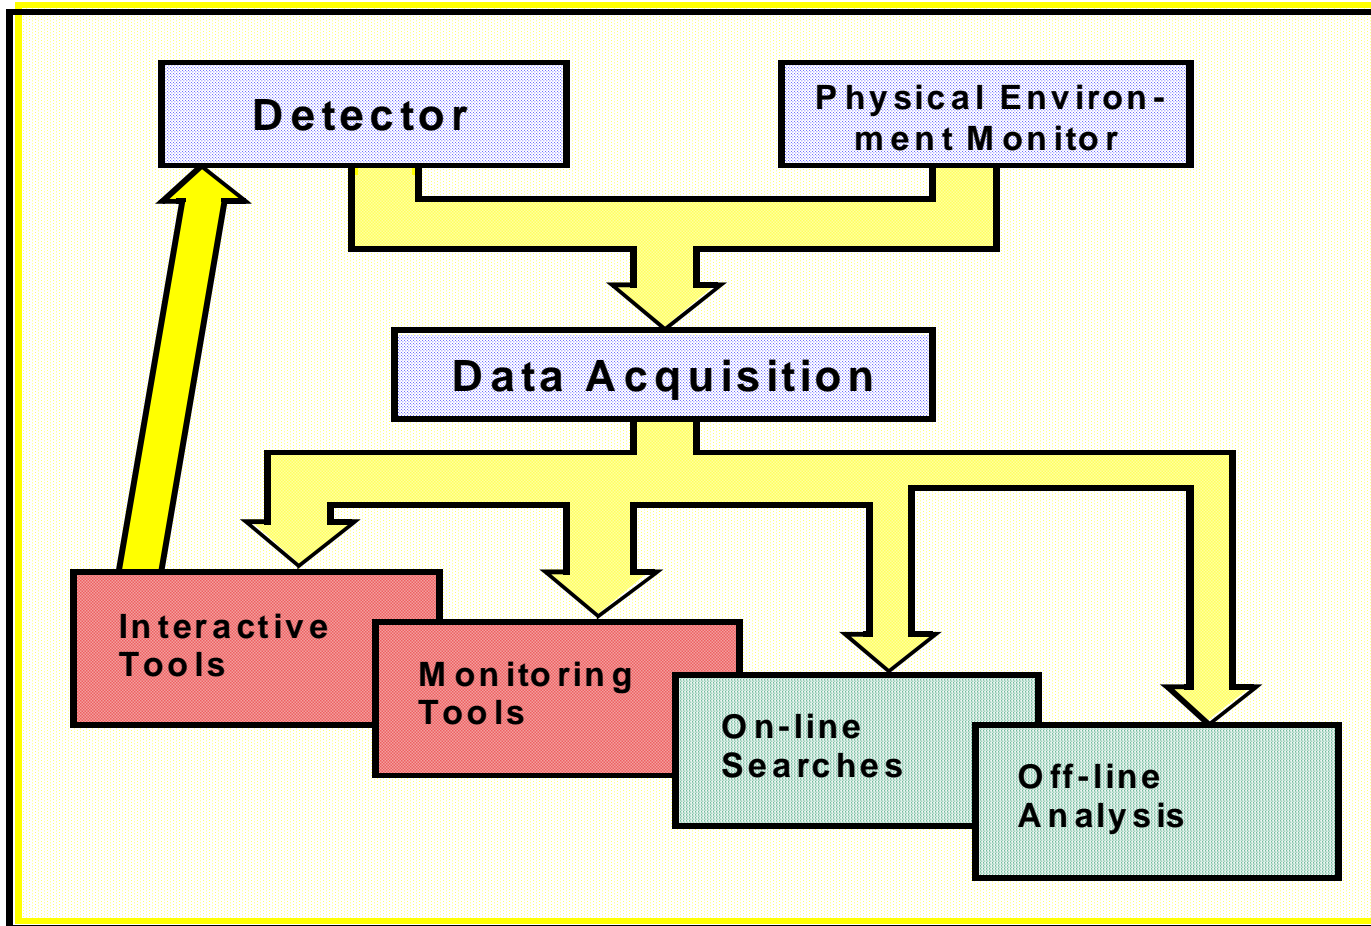 Detector
Physical Environ-
ment Monitor
Data Acquisition
Interactive
Tools
Monitoring
Tools
On-line
Searches
Off-line
Analysis